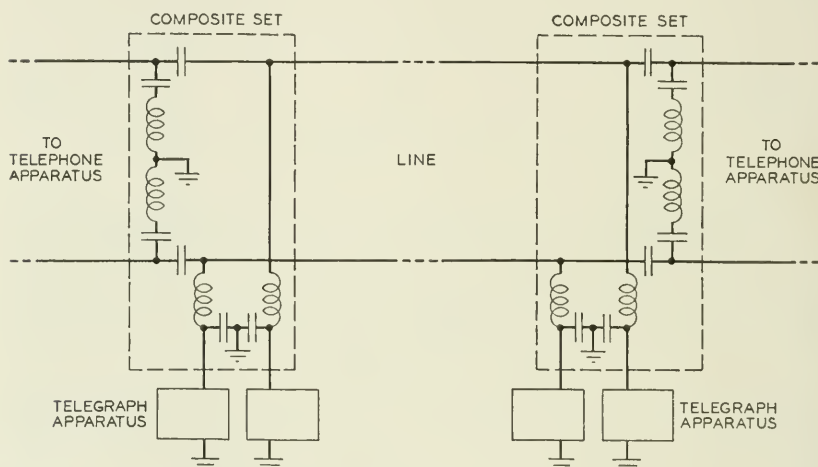 COMPOSITE SET
COMPOSITE SET
TO
TELEPHONE
APPARATUS
LINE
TO
TELEPHONE
APPARATUS
TELEGRAPH
APPARATUS
TELEGRAPH
APPARATUS